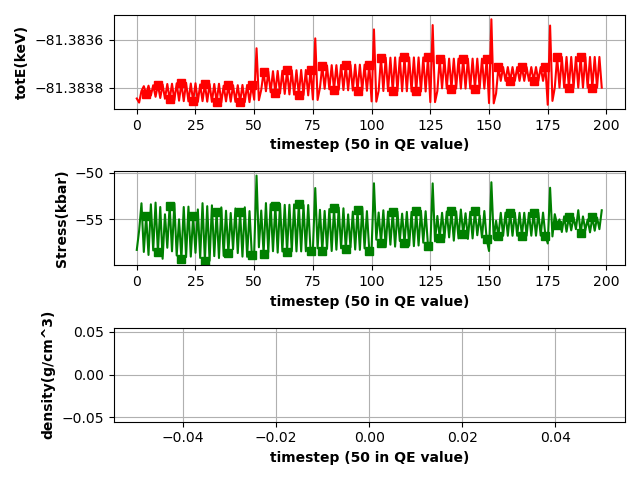 totE(keV)
−81.3836
−81.3838
0 25 50 75 100 125 150 175 200
timestep (50 in QE value)
Stress(kbar)
−50
−55
0 25 50 75 100 125 150 175 200
timestep (50 in QE value)
density(g/cm^3)
0.05
0.00
−0.05
−0.04 −0.02 0.00 0.02 0.04
timestep (50 in QE value)